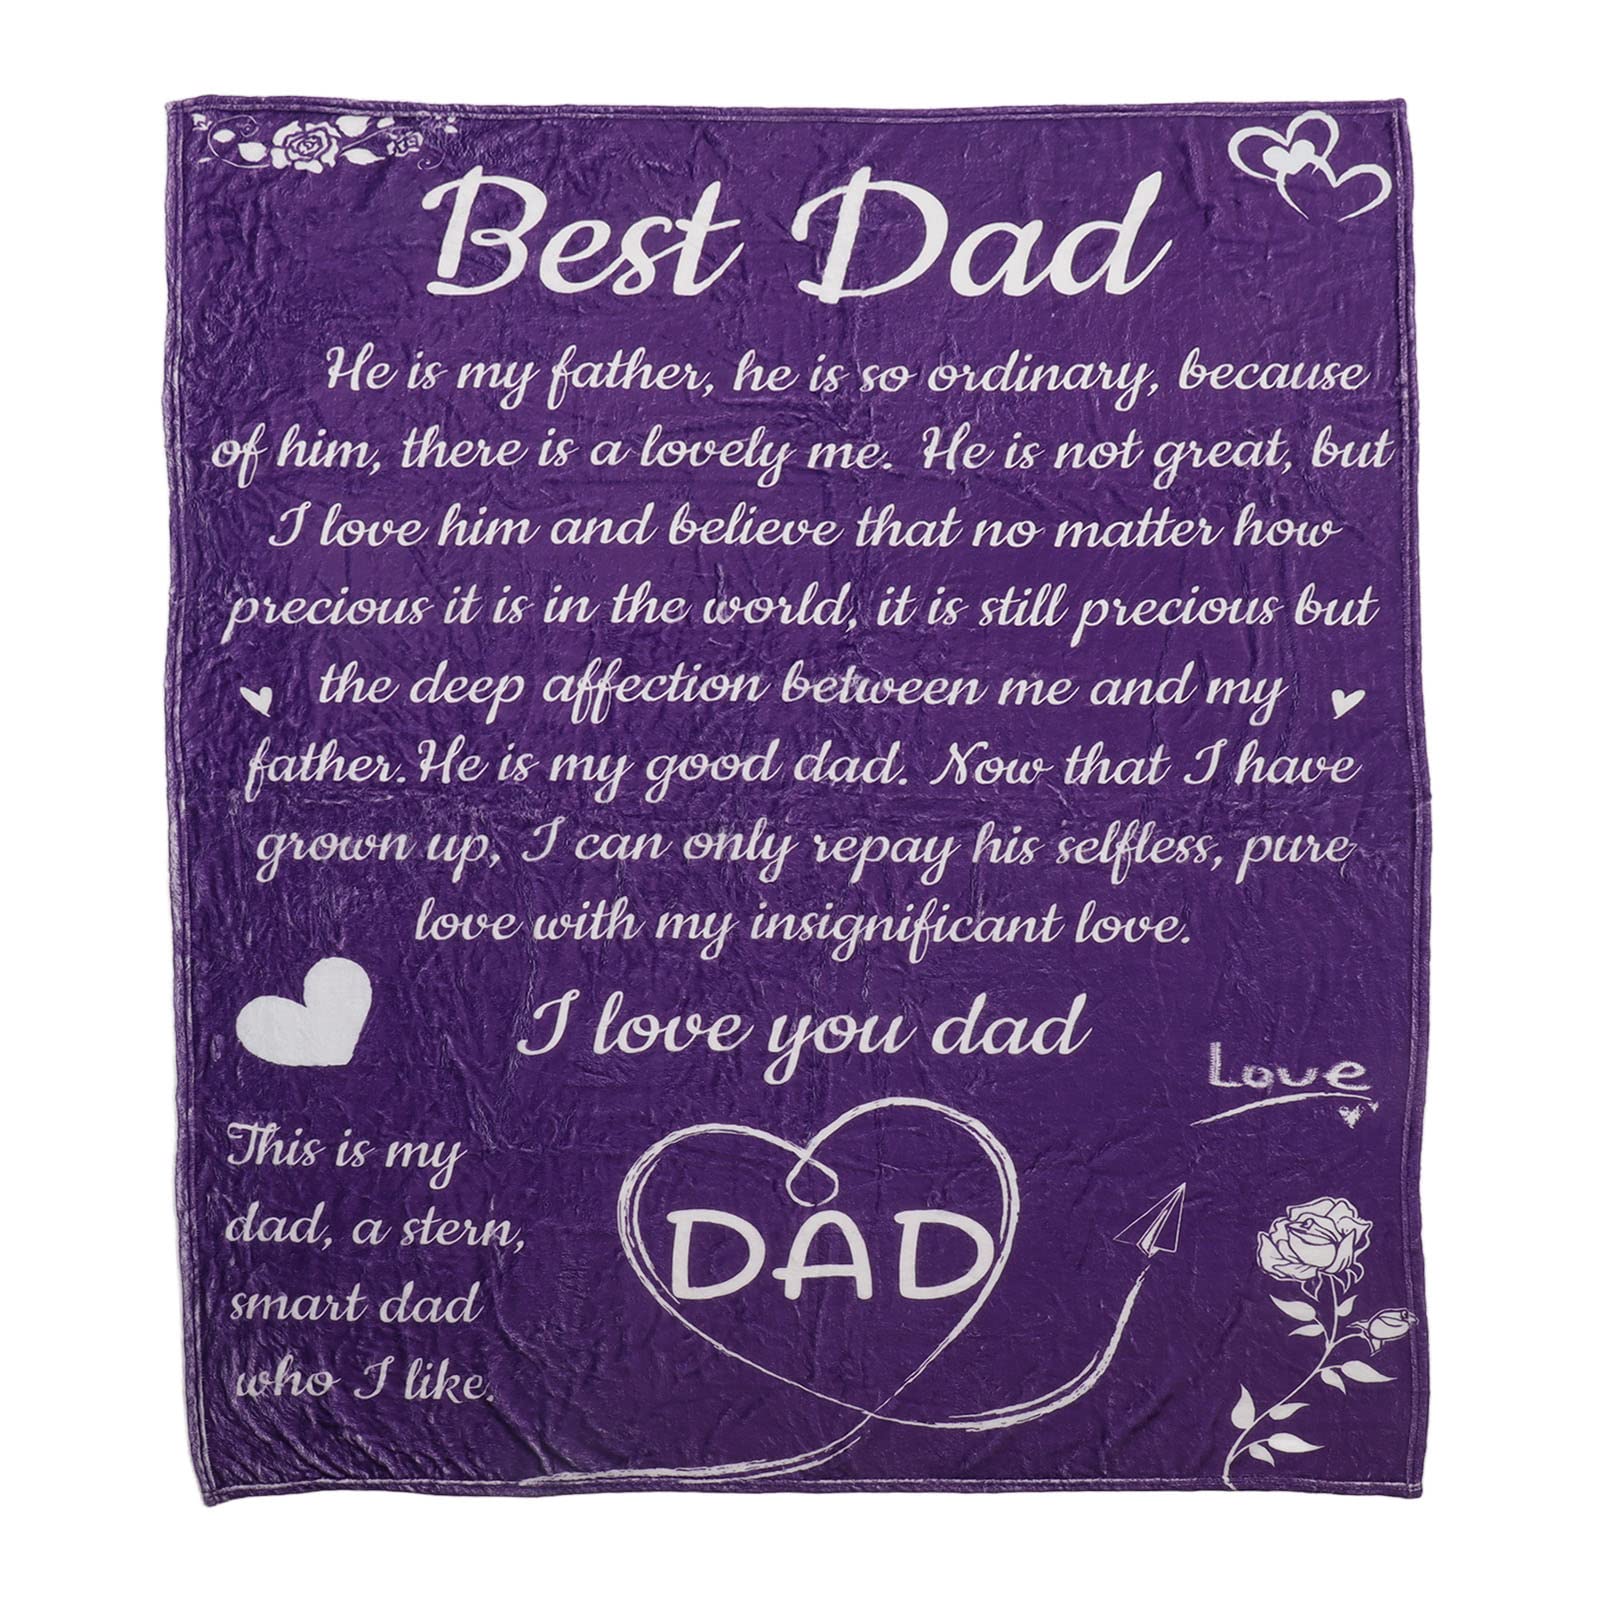 Best Dad
He is my father, he is so ordinary, because
of him, there is a lovely me. He is not great, but
I love him and believe that no matter how
precious it is in the world, it is still precious but
the deep affection between me and my
father. He is my good dad. Now that I have
grown up, I can only repay his selfless, pure
love with my insignificant love.
I love you dad
Love
This is my
dad, a stern,
smart dad
who I like.
DAD